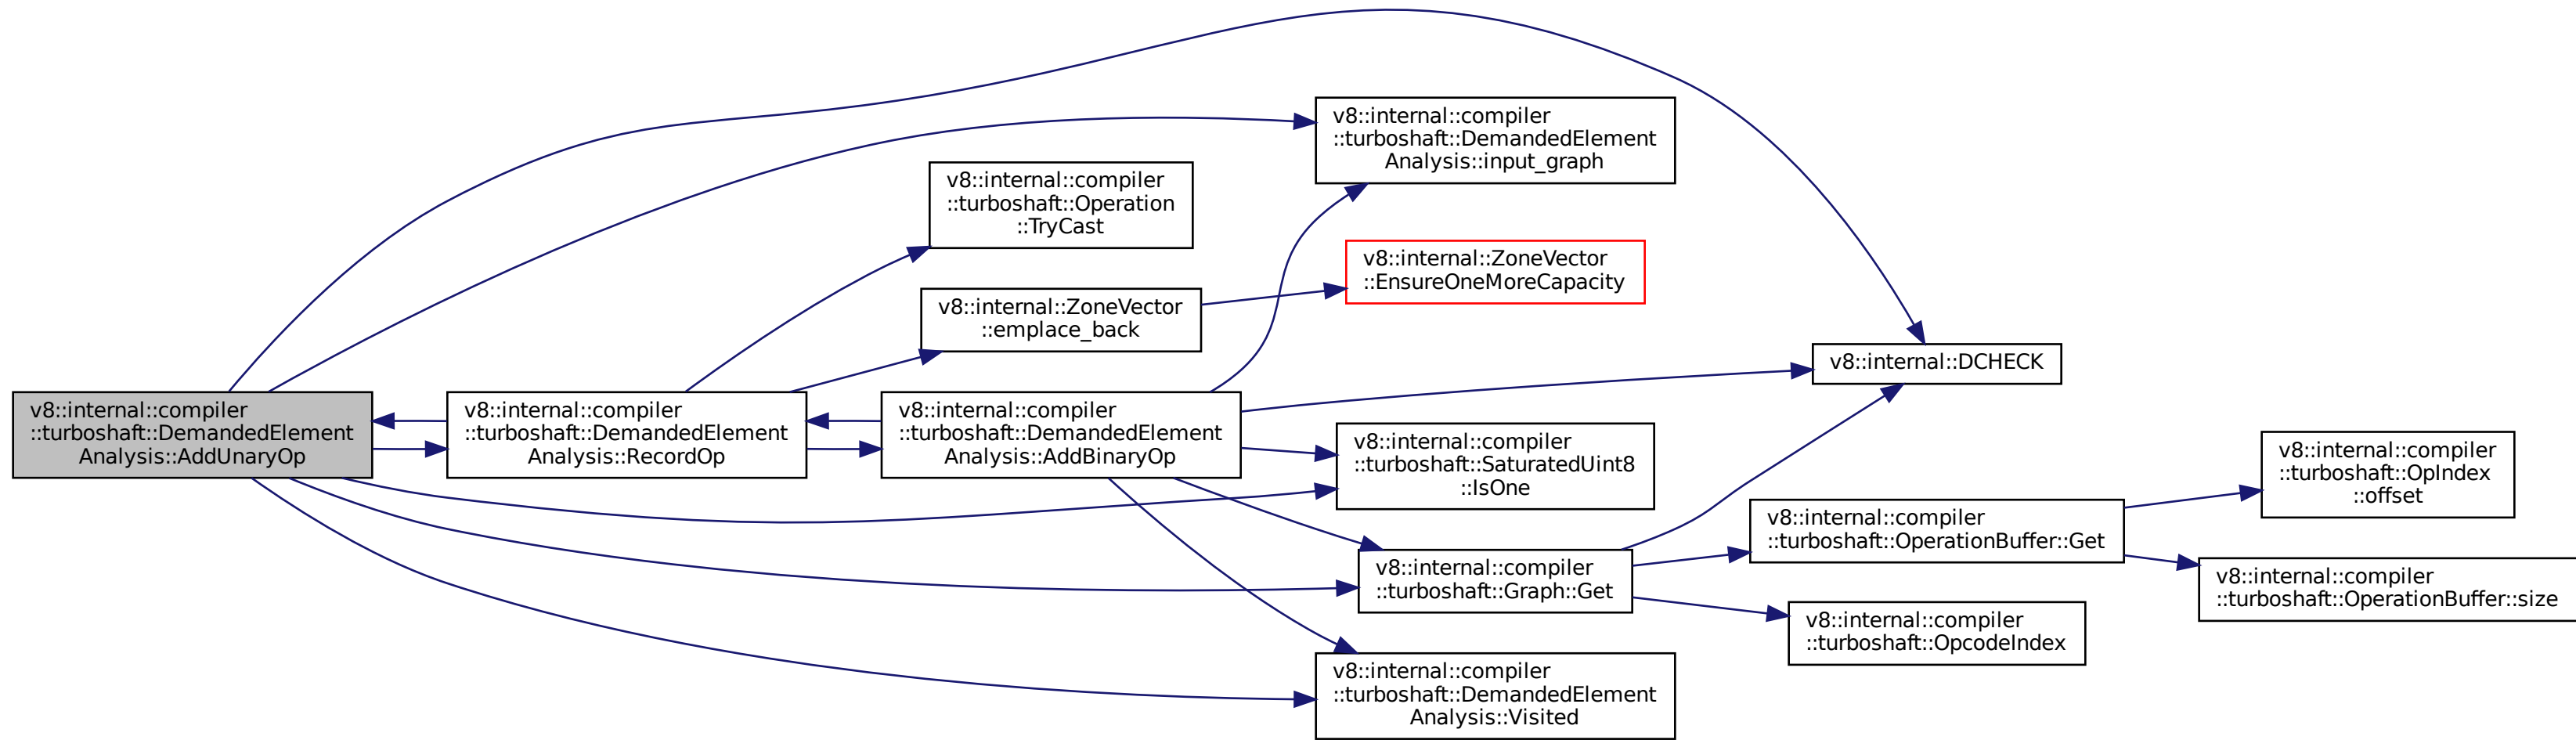 v8::internal::compiler
::turboshaft::DemandedElement
Analysis::AddUnaryOp
v8::internal::compiler
::turboshaft::DemandedElement
Analysis::RecordOp
v8::internal::compiler
::turboshaft::Operation
::TryCast
v8::internal::ZoneVector
::emplace_back
v8::internal::compiler
::turboshaft::DemandedElement
Analysis::AddBinaryOp
v8::internal::compiler
::turboshaft::DemandedElement
Analysis::input_graph
v8::internal::ZoneVector
::EnsureOneMoreCapacity
v8::internal::compiler
::turboshaft::SaturatedUint8
::IsOne
v8::internal::compiler
::turboshaft::Graph::Get
v8::internal::compiler
::turboshaft::DemandedElement
Analysis::Visited
v8::internal::DCHECK
v8::internal::compiler
::turboshaft::OperationBuffer::Get
v8::internal::compiler
::turboshaft::OpcodeIndex
v8::internal::compiler
::turboshaft::OpIndex
::offset
v8::internal::compiler
::turboshaft::OperationBuffer::size